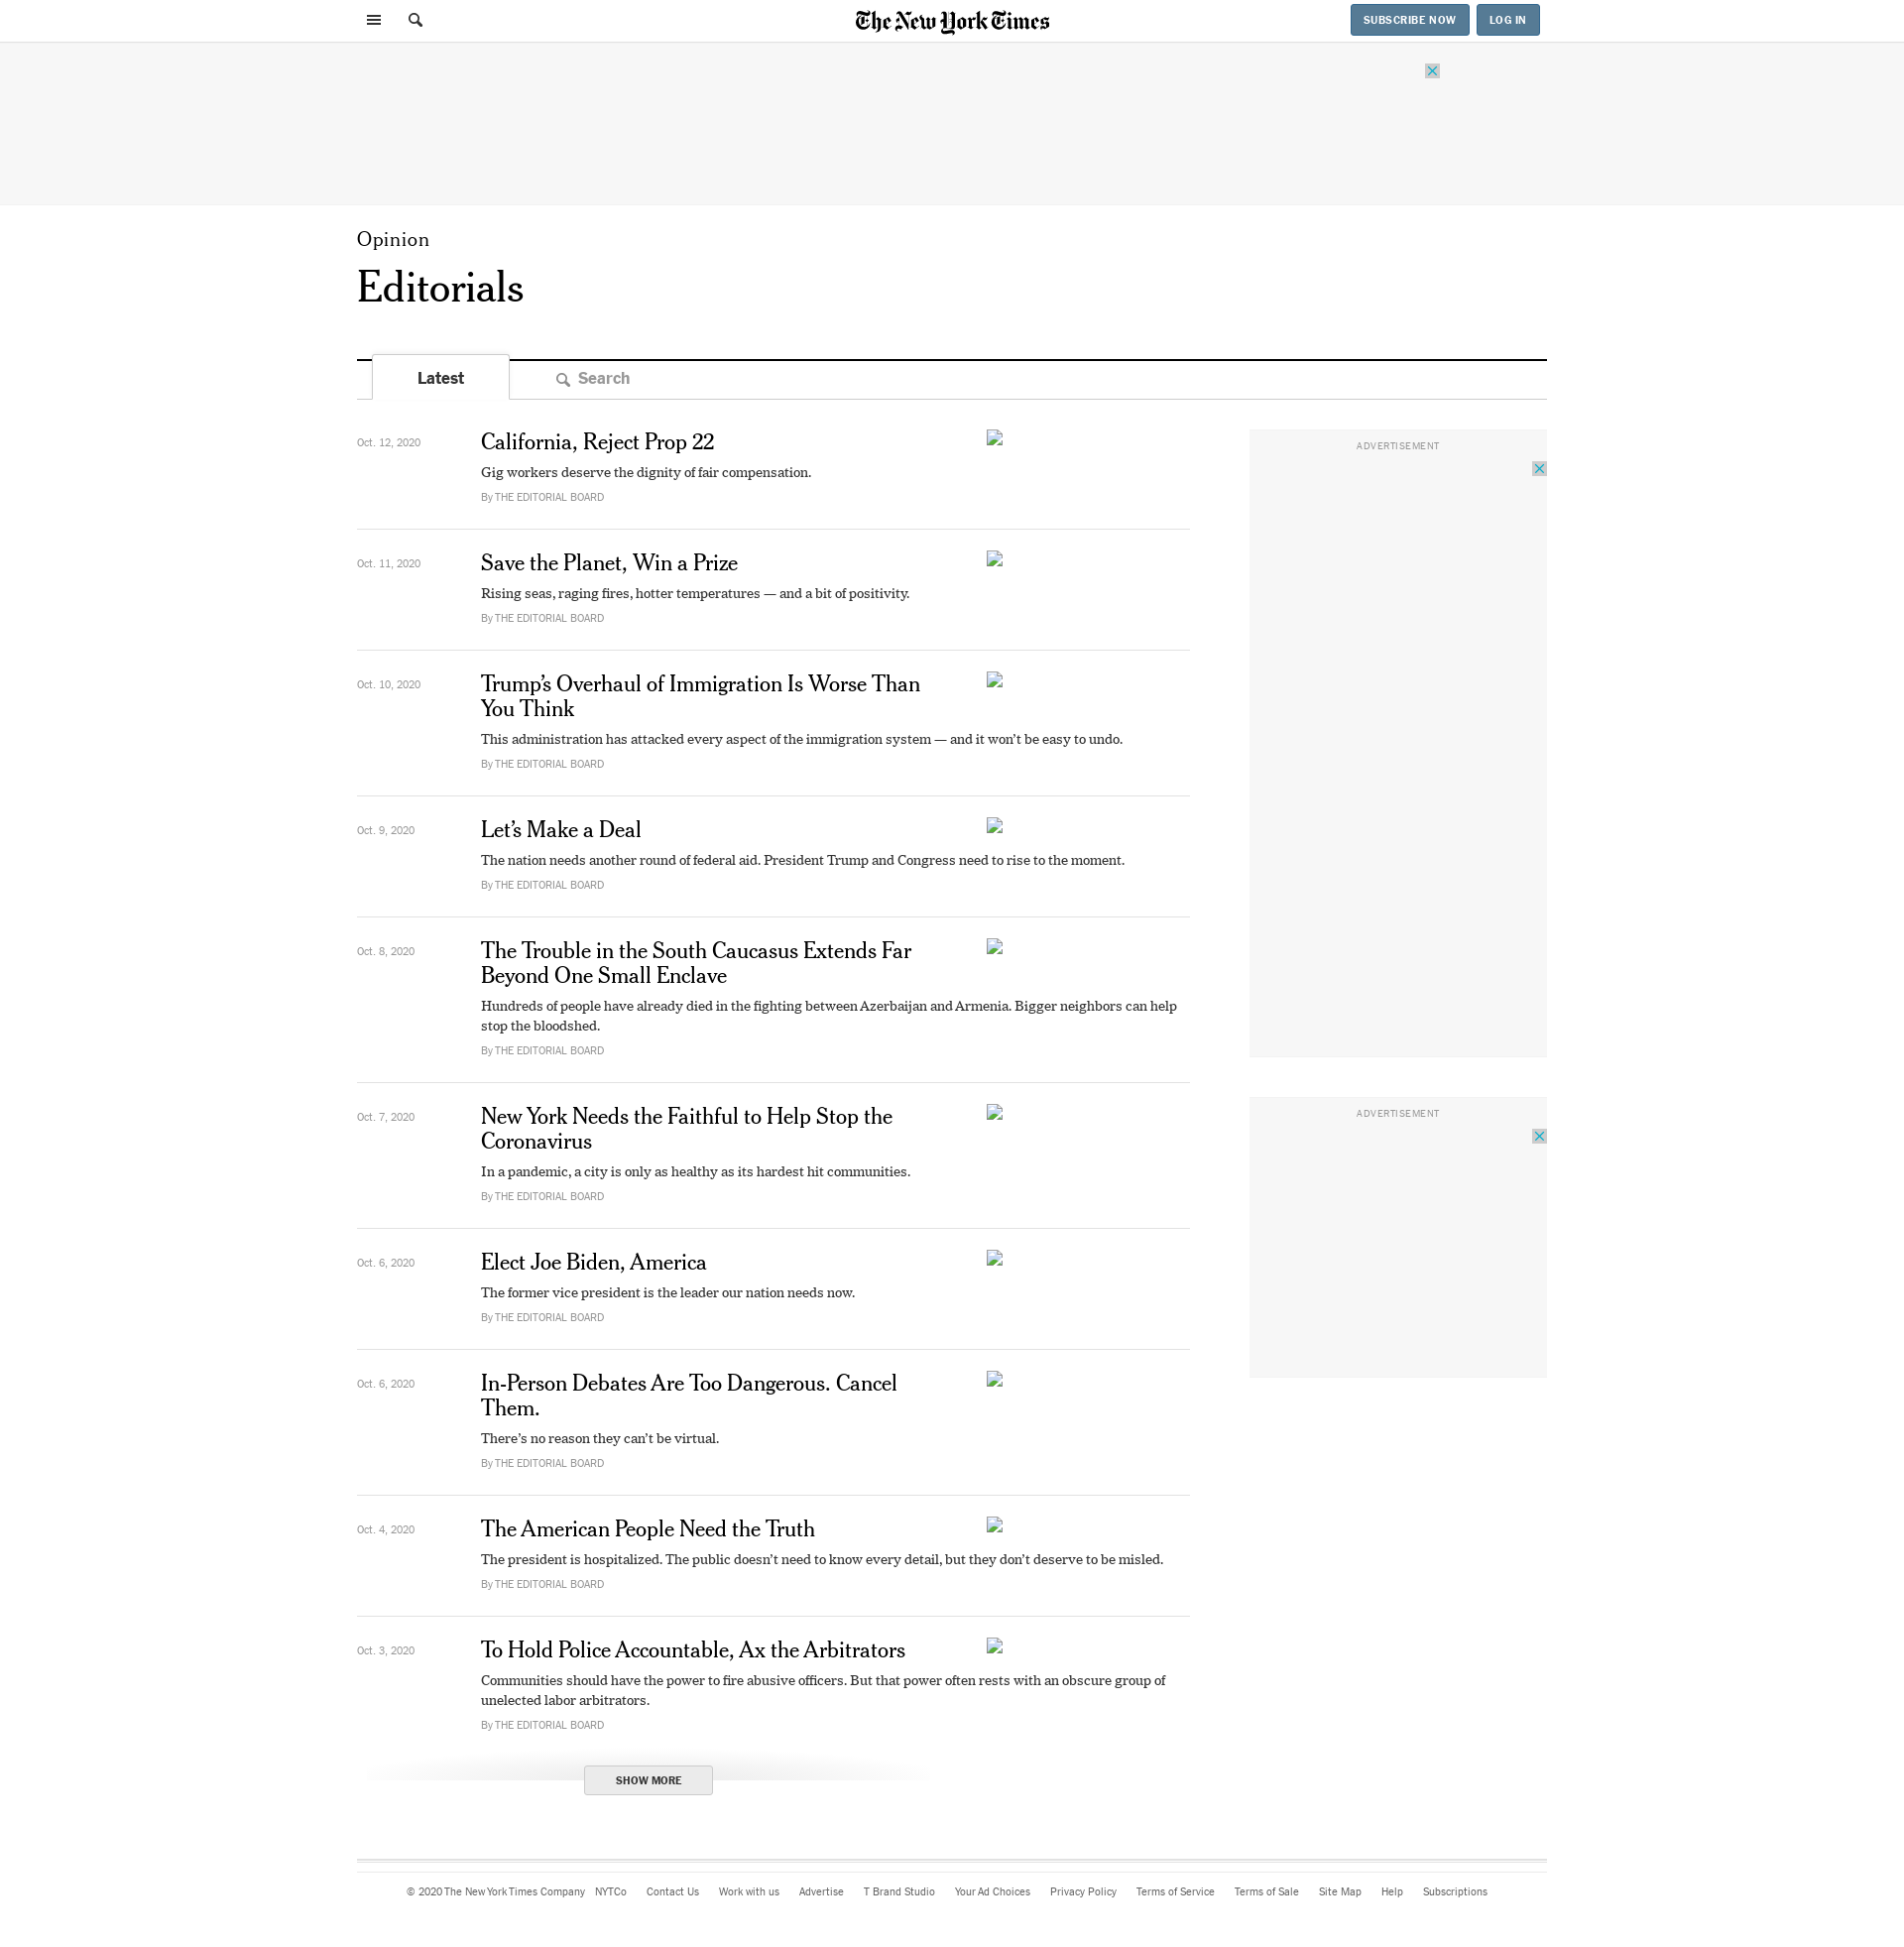 The New York Times
SUBSCRIBE NOW
LOG IN
Opinion
Editorials
Latest
Search
Oct. 12, 2020
California, Reject Prop 22
Gig workers deserve the dignity of fair compensation.
By THE EDITORIAL BOARD
Oct. 11, 2020
Save the Planet, Win a Prize
Rising seas, raging fires, hotter temperatures — and a bit of positivity.
By THE EDITORIAL BOARD
Oct. 10, 2020
Trump’s Overhaul of Immigration Is Worse Than
You Think
This administration has attacked every aspect of the immigration system — and it won’t be easy to undo.
By THE EDITORIAL BOARD
Oct. 9, 2020
Let’s Make a Deal
The nation needs another round of federal aid. President Trump and Congress need to rise to the moment.
By THE EDITORIAL BOARD
Oct. 8, 2020
The Trouble in the South Caucasus Extends Far
Beyond One Small Enclave
Hundreds of people have already died in the fighting between Azerbaijan and Armenia. Bigger neighbors can help
stop the bloodshed.
By THE EDITORIAL BOARD
Oct. 7, 2020
New York Needs the Faithful to Help Stop the
Coronavirus
In a pandemic, a city is only as healthy as its hardest hit communities.
By THE EDITORIAL BOARD
Oct. 6, 2020
Elect Joe Biden, America
The former vice president is the leader our nation needs now.
By THE EDITORIAL BOARD
Oct. 6, 2020
In-Person Debates Are Too Dangerous. Cancel
Them.
There’s no reason they can’t be virtual.
By THE EDITORIAL BOARD
Oct. 4, 2020
The American People Need the Truth
The president is hospitalized. The public doesn’t need to know every detail, but they don’t deserve to be misled.
By THE EDITORIAL BOARD
Oct. 3, 2020
To Hold Police Accountable, Ax the Arbitrators
Communities should have the power to fire abusive officers. But that power often rests with an obscure group of
unelected labor arbitrators.
By THE EDITORIAL BOARD
SHOW MORE
ADVERTISEMENT
ADVERTISEMENT
© 2020 The New York Times Company NYTCo Contact Us Work with us Advertise T Brand Studio Your Ad Choices Privacy Policy Terms of Service Terms of Sale Site Map Help Subscriptions